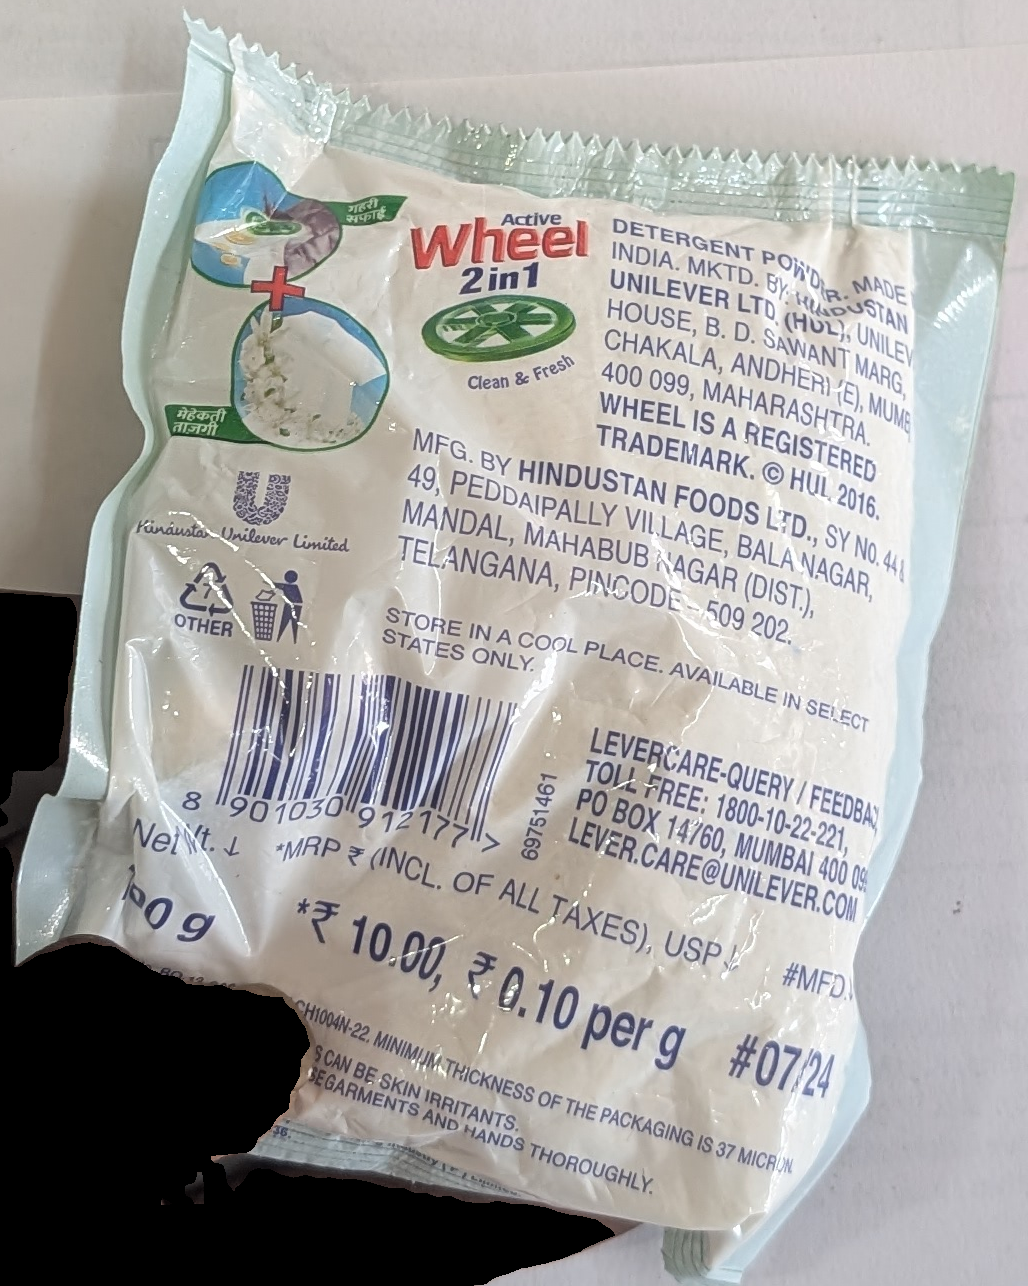 गहरी
सफाई
मेहेकती
ताज़गी
Active
Wheel
2in1
Clean & Fresh
DETERGENT POWDER. MADE
INDIA. MKTD. BY: HINDUSTAN
UNILEVER LTD. (HUL), 
HOUSE, B. D. SAWANT MARG,
CHAKALA, ANDHERI (E),
400 099, MAHARASHTRA.
WHEEL IS A REGISTERED
TRADEMARK. © HUL 2016.
MFG. BY HINDUSTAN FOODS LTD., SY NO. 44 &
49, PEDDAIPALLY VILLAGE, BALA NAGAR,
MANDAL, MAHABUB NAGAR (DIST.),
TELANGANA, PINCODE - 509 202.
Hindustan Unilever Limited
7
OTHER
STORE IN A COOL PLACE. AVAILABLE IN SELECT
STATES ONLY.
8 901030 912177 >
69751461
LEVERCARE-QUERY /
TOLL FREE: 1800-10-22-221,
PO BOX 14760, MUMBAI 400
LEVER.CARE@UNILEVER.COM
Net Wt. ↓ *MRP ₹ (INCL. OF ALL TAXES), USP ↓ #MFD.
g *₹ 10.00, ₹ 0.10 per g #07/24
CH1004N-22. MINIMUM THICKNESS OF THE PACKAGING IS 37 MICRON.
CAN BE SKIN IRRITANTS.
GARMENTS AND HANDS THOROUGHLY.